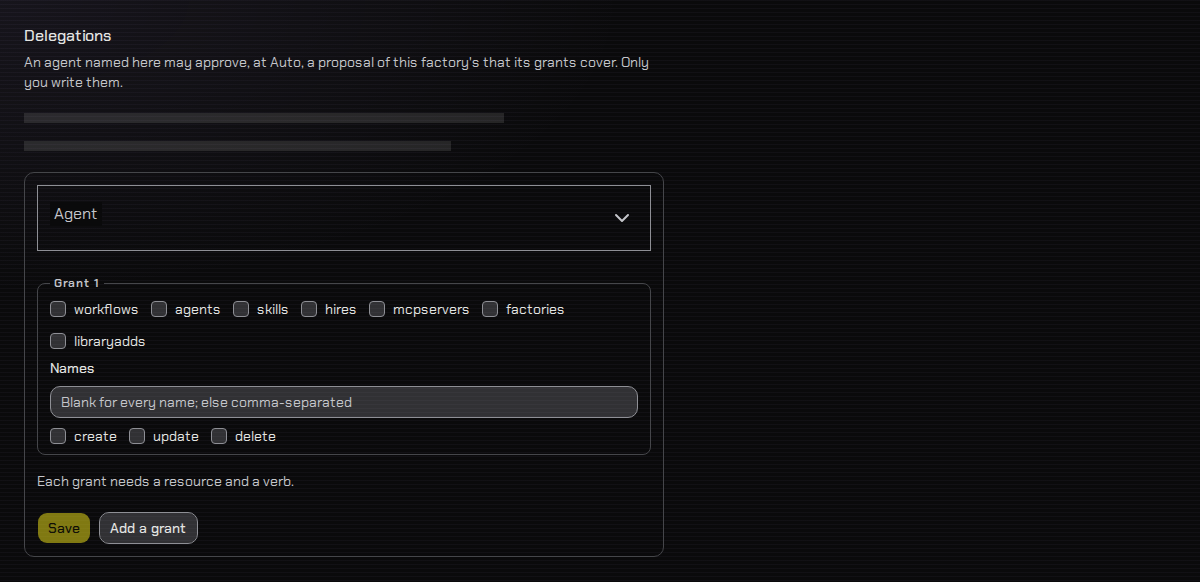 Delegations
An agent named here may approve, at Auto, a proposal of this factory's that its grants cover. Only
you write them.
Agent
Grant 1
workflows agents skills hires mcpservers factories
libraryadds
Names
Blank for every name; else comma-separated
create update delete
Each grant needs a resource and a verb.
Save Add a grant